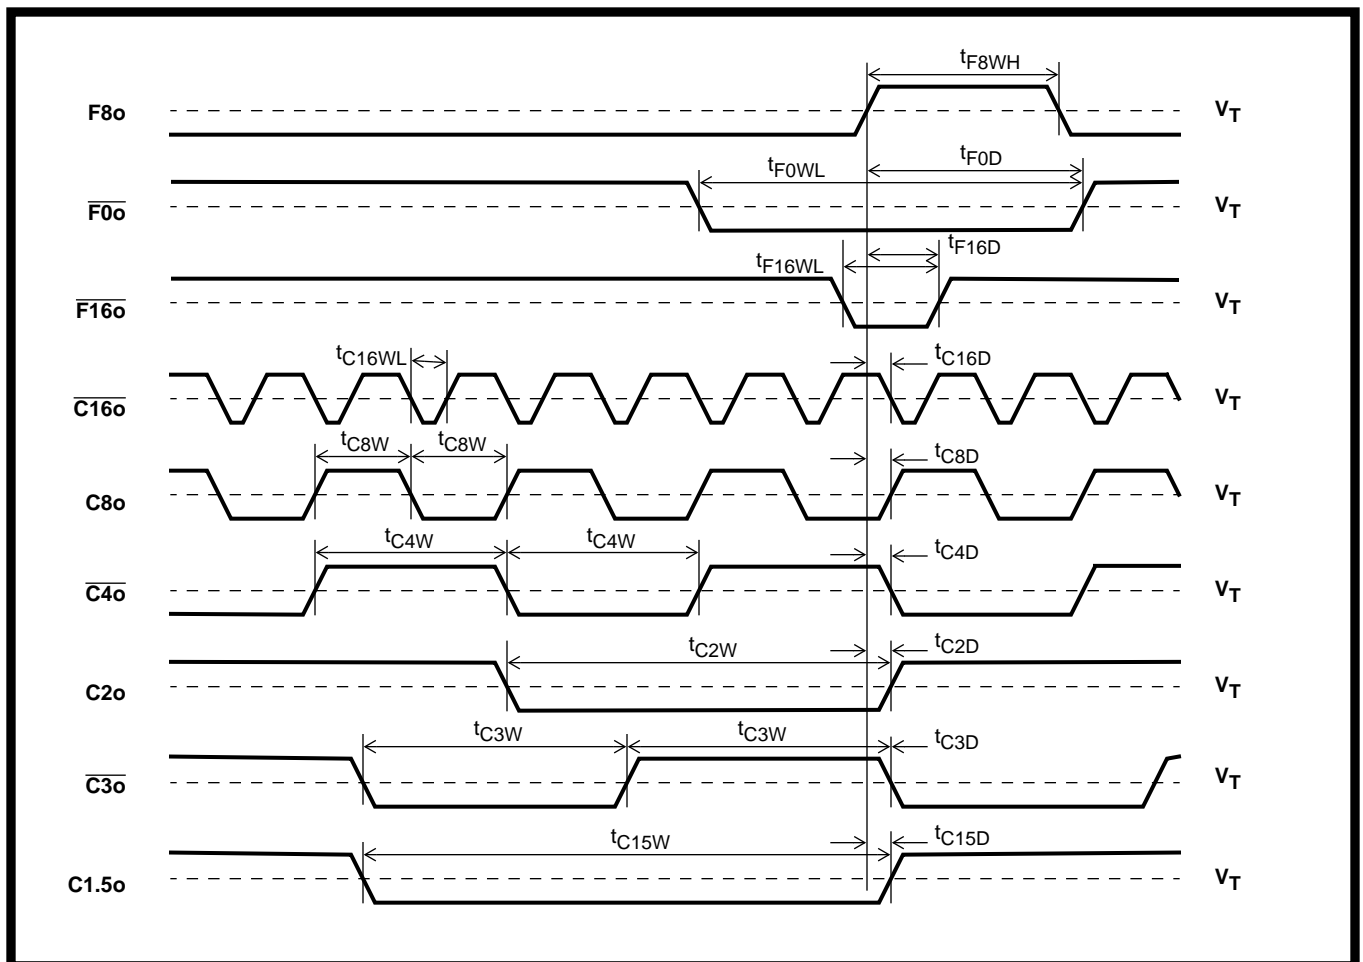 tF8WH
F8o VT
tF0WL tF0D
F0o VT
tF16WL tF16D
F16o VT
tC16WL tC16D
C16o VT
tC8W tC8W tC8D
C8o VT
tC4W tC4W tC4D
C4o VT
tC2W tC2D
C2o VT
tC3W tC3W tC3D
C3o VT
tC15W tC15D
C1.5o VT